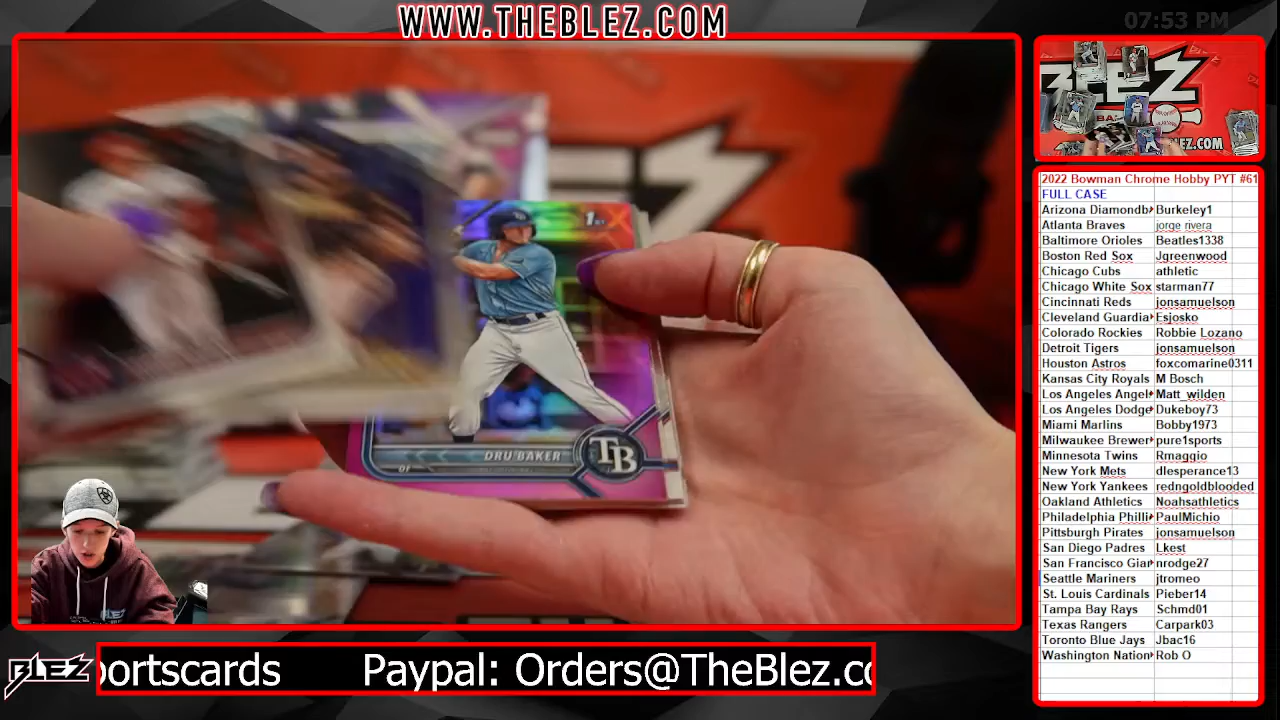 WWW.THEBLEZ.COM
07:53 PM
BLEZ
EZ.COM
1st
DRU BAKER
OF
TB
2022 Bowman Chrome Hobby PYT #61
FULL CASE
Arizona Diamondb Burkeley1
Atlanta Braves jorge rivera
Baltimore Orioles Beatles1338
Boston Red Sox Jgreenwood
Chicago Cubs athletic
Chicago White Sox starman77
Cincinnati Reds jonsamuelson
Cleveland Guardia Esjosko
Colorado Rockies Robbie Lozano
Detroit Tigers jonsamuelson
Houston Astros foxcomarine0311
Kansas City Royals M Bosch
Los Angeles Angel Matt_wilden
Los Angeles Dodge Dukeboy73
Miami Marlins Bobby1973
Milwaukee Brewer pure1sports
Minnesota Twins Rmaggio
New York Mets dlesperance13
New York Yankees redngoldblooded
Oakland Athletics Noahsathletics
Philadelphia Philli PaulMichio
Pittsburgh Pirates jonsamuelson
San Diego Padres Lkest
San Francisco Gian nrodge27
Seattle Mariners jtromeo
St. Louis Cardinals Pieber14
Tampa Bay Rays Schmd01
Texas Rangers Carpark03
Toronto Blue Jays Jbac16
Washington Nation Rob O
BLEZ
portscards Paypal: Orders@TheBlez.co